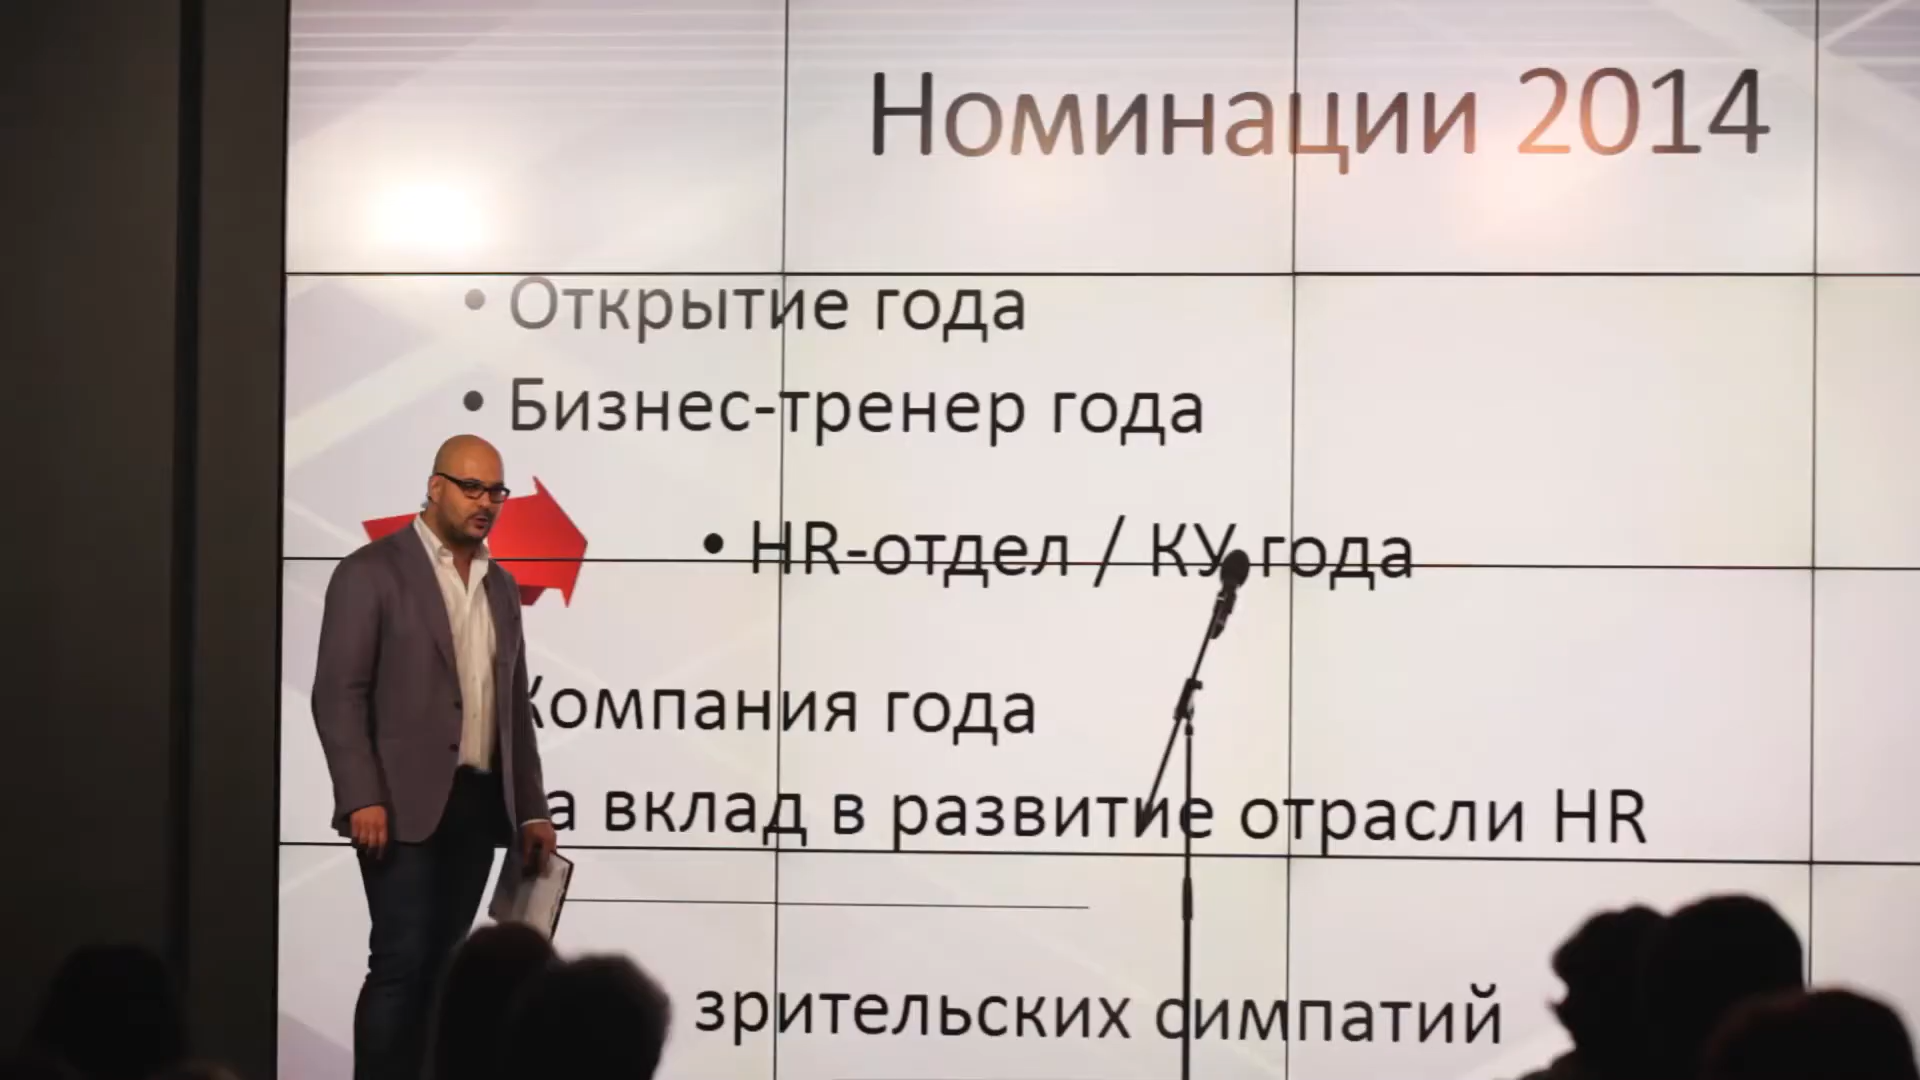 Номинации 2014
• Открытие года
• Бизнес-тренер года
• HR-отдел / КУ года
Компания года
вклад в развитие отрасли HR
зрительских симпатий